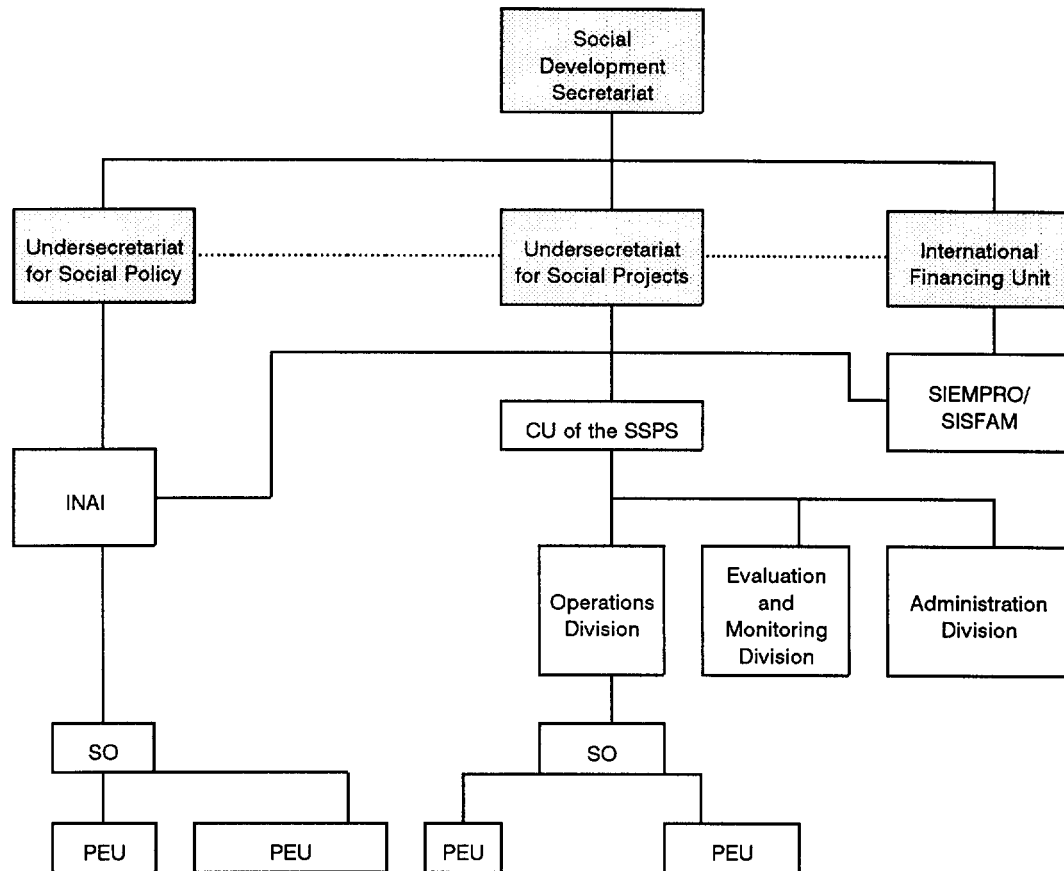 Social
Development
Secretariat
Undersecretariat
for Social Policy
Undersecretariat
for Social Projects
International
Financing Unit
SIEMPRO/
SISFAM
CU of the SSPS
INAI
Operations
Division
Evaluation
and
Monitoring
Division
Administration
Division
SO
SO
PEU
PEU
PEU
PEU